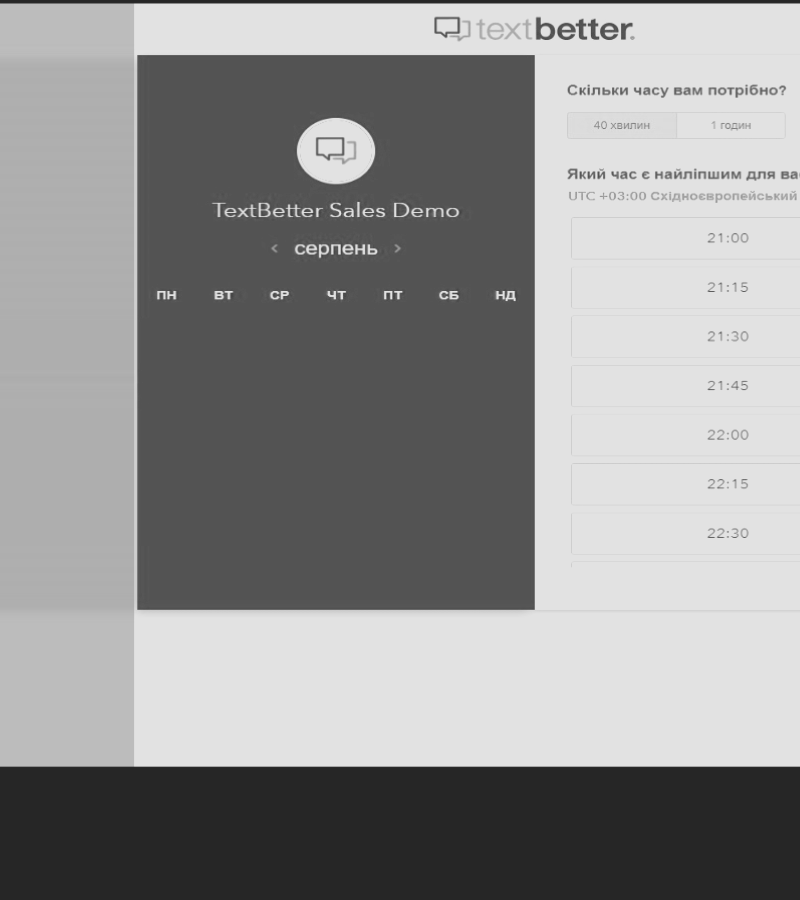 textbetter.
TextBetter Sales Demo
< серпень >
ПН ВТ СР ЧТ ПТ СБ НД
Скільки часу вам потрібно?
40 хвилин 1 годин
Який час є найліпшим для
UTC +03:00 Східноєвропейський
21:00
21:15
21:30
21:45
22:00
22:15
22:30